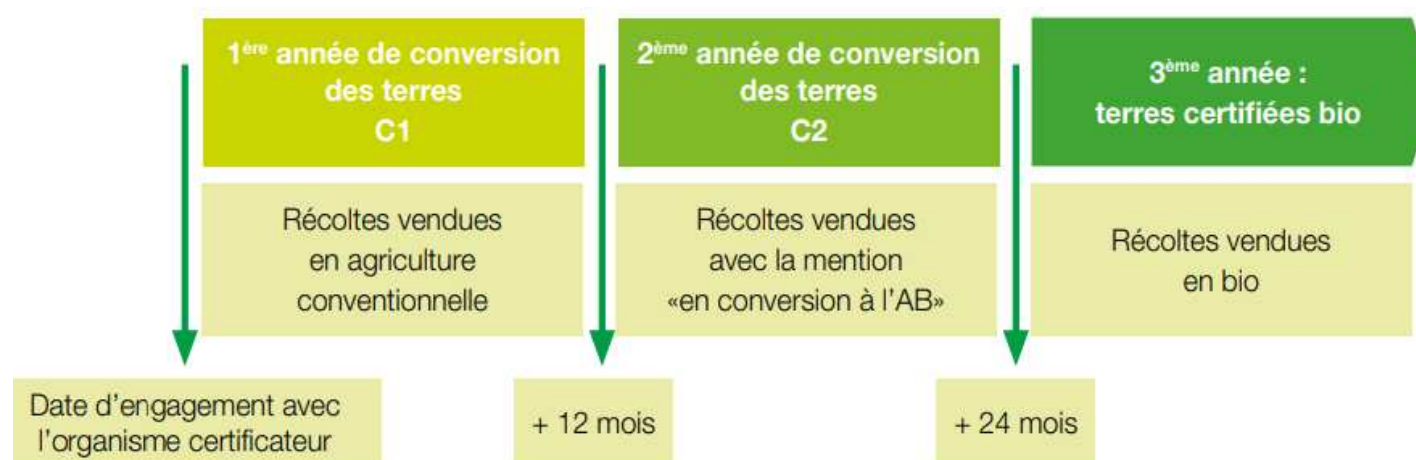 1ère année de conversion
des terres
C1
2ème année de conversion
des terres
C2
3ème année :
terres certifiées bio
Récoltes vendues
en agriculture
conventionnelle
Récoltes vendues
avec la mention
«en conversion à l'AB»
Récoltes vendues
en bio
Date d'engagement avec
l'organisme certificateur
+ 12 mois
+ 24 mois